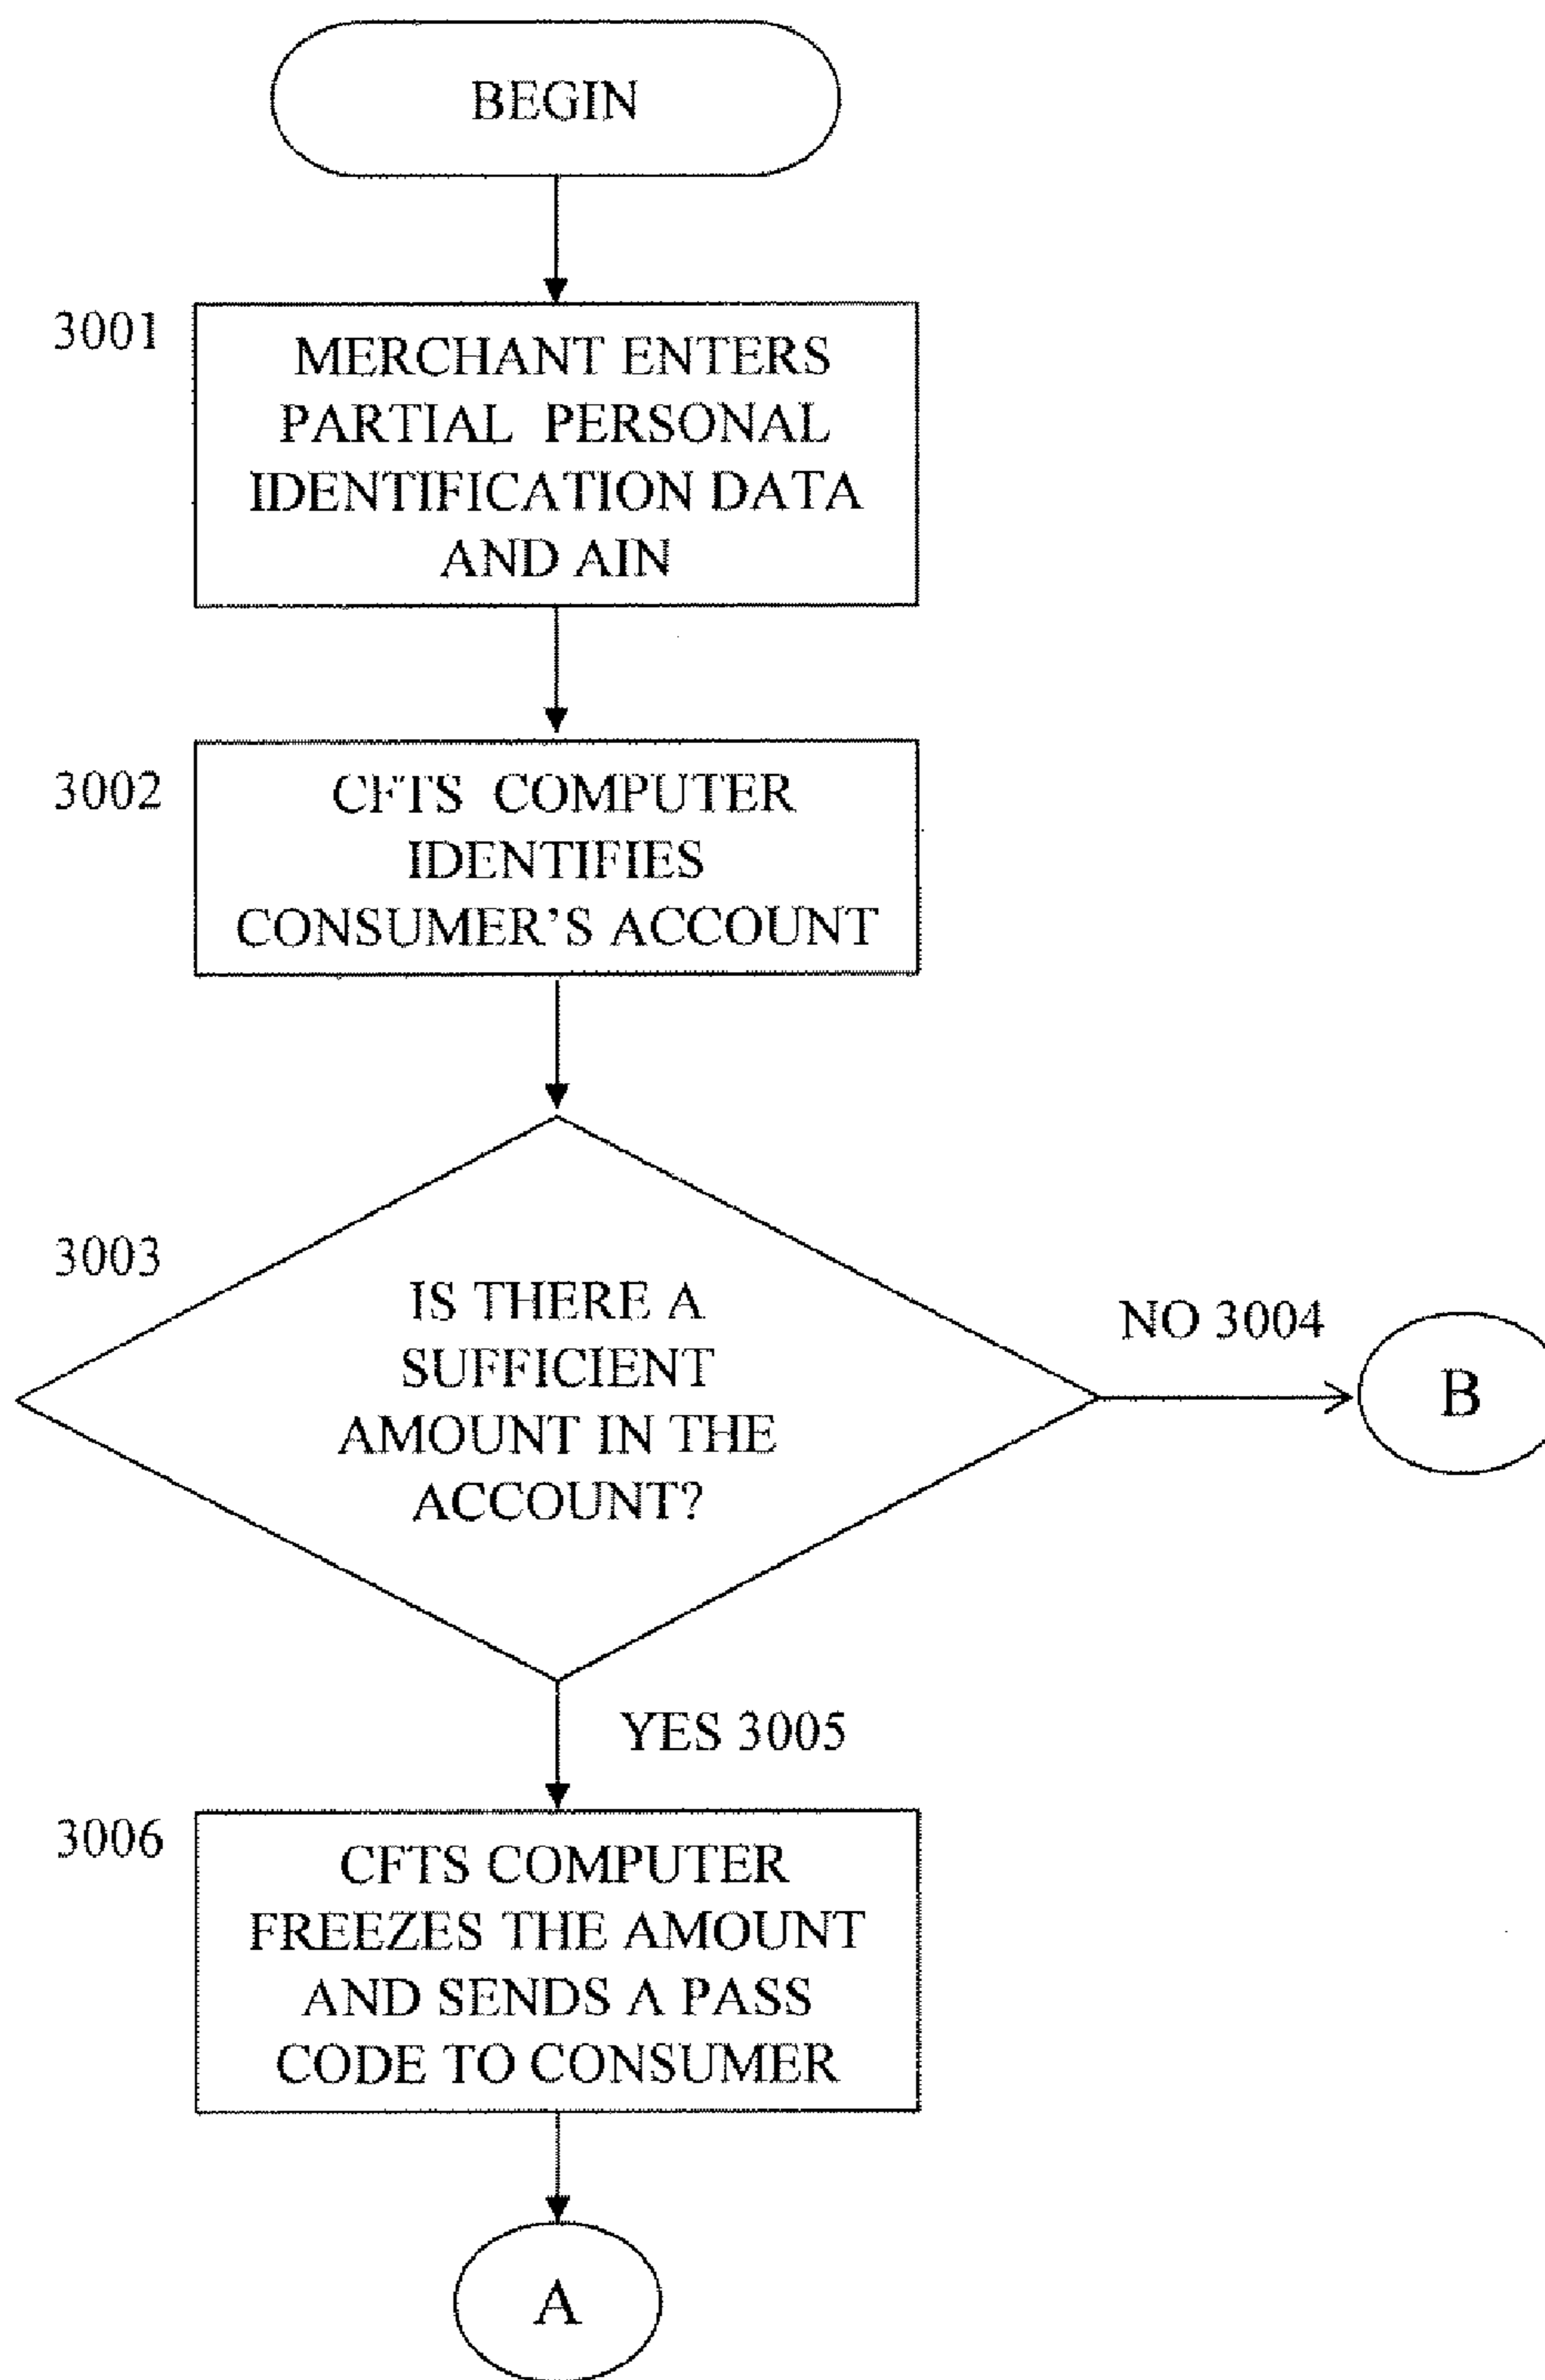 BEGIN
3001
MERCHANT ENTERS
PARTIAL PERSONAL
IDENTIFICATION DATA
AND AIN
3002
CFTS COMPUTER
IDENTIFIES
CONSUMER'S ACCOUNT
3003
IS THERE A
SUFFICIENT
AMOUNT IN THE
ACCOUNT?
NO 3004
B
YES 3005
3006
CFTS COMPUTER
FREEZES THE AMOUNT
AND SENDS A PASS
CODE TO CONSUMER
A